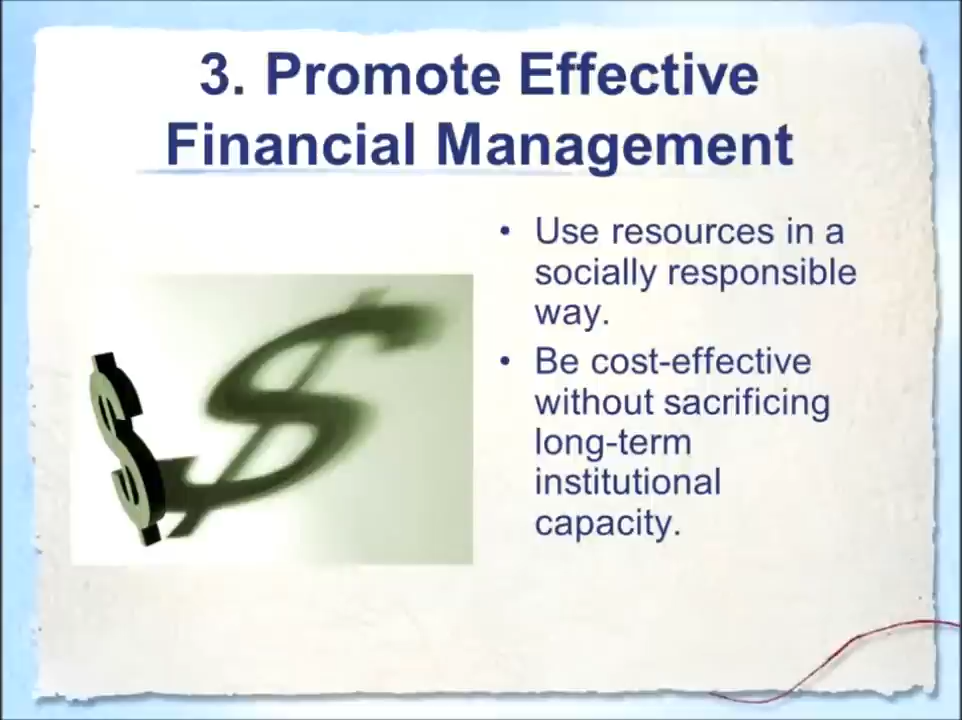 3. Promote Effective
Financial Management
• Use resources in a
socially responsible
way.
• Be cost-effective
without sacrificing
long-term
institutional
capacity.